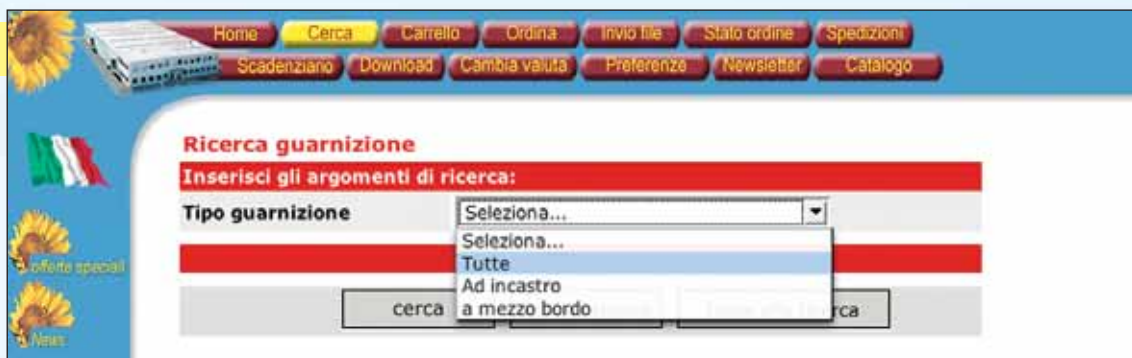 Home Cerca Carrello Ordina Invio file Stato ordine Spedizioni
Scadenziario Download Cambia valuta Preferenze Newsletter Catalogo
Ricerca guarnizione
Inserisci gli argomenti di ricerca:
Tipo guarnizione Seleziona...
Seleziona...
Tutte
Ad incastro
a mezzo bordo
cerca rca
offerte speciali
News